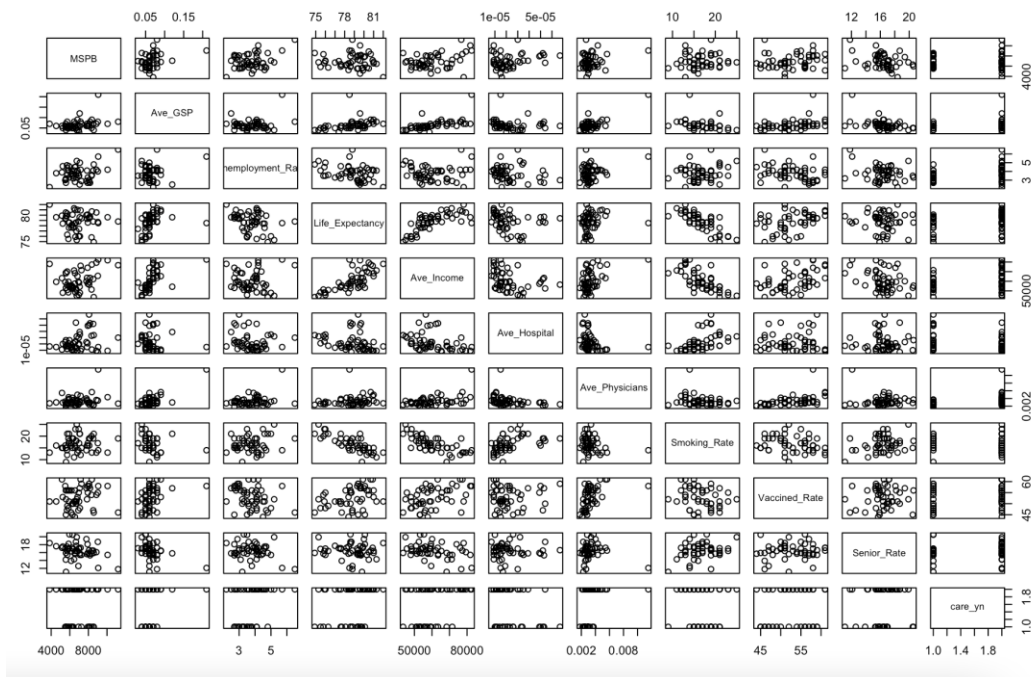 0.05 0.15 75 78 81 1e-05 5e-05 10 20 12 16 20
MSPB
4000
0.05
Ave_GSP
nemployment_Ra
3 5
75 80
Life_Expectancy
Ave_Income
50000
1e-05
Ave_Hospital
Ave_Physicians
0.002
10 20
Smoking_Rate
Vaccined_Rate
45 60
12 18
Senior_Rate
care_yn
1.0 1.8
4000 8000 3 5 50000 80000 0.002 0.008 45 55 1.0 1.4 1.8